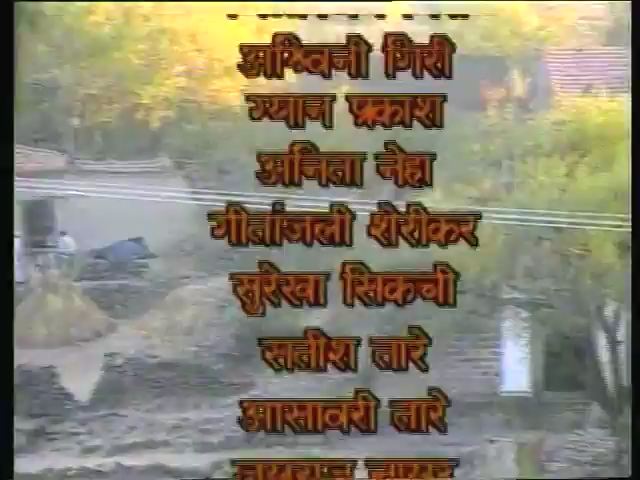 अश्विनी गिरी
ग्यान प्रकाश
अनिता नेहा
गीतांजली शेरीकर
सुरेखा सिकची
सतीश तारे
आसावरी तारे